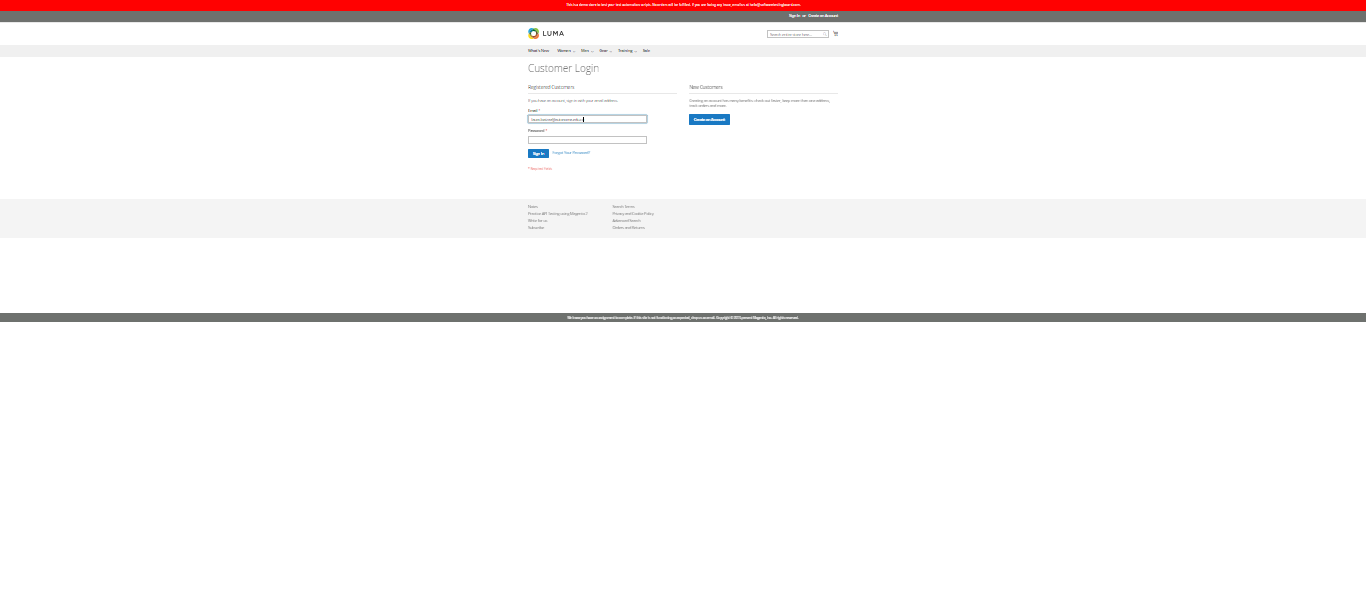 Sign In or Create an Account
LUMA
Search entire store here...
What's New Women Men Gear Training Sale
Customer Login
Registered Customers
If you have an account, sign in with your email address.
Email *
Password *
Sign In Forgot Your Password?
* Required Fields
New Customers
Creating an account has many benefits: check out faster, keep more than one address,
track orders and more.
Create an Account
Notes
Practice API Testing using Magento!!
Write for us
Subscribe
Search Terms
Privacy and Cookie Policy
Advanced Search
Orders and Returns